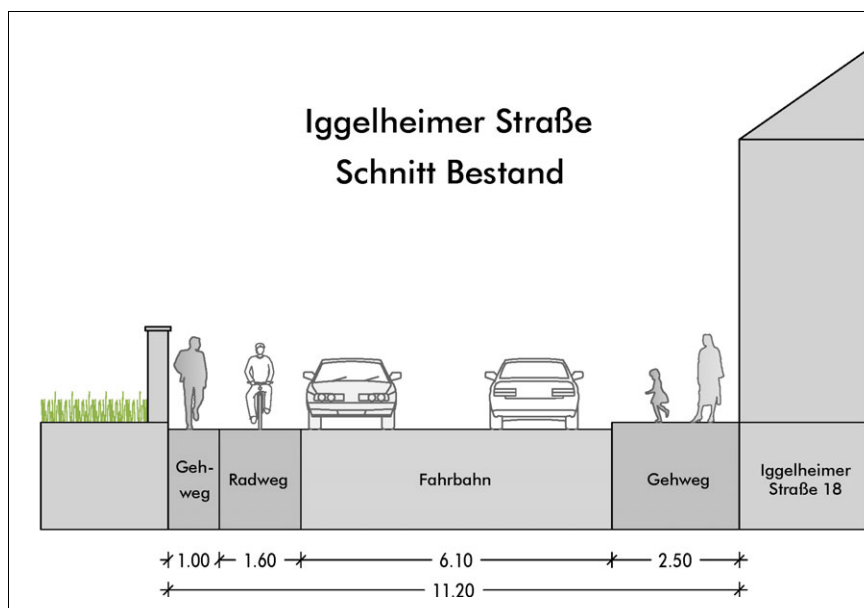 Iggelheimer Straße
Schnitt Bestand
Geh-
weg
Radweg
Fahrbahn
Gehweg
Iggelheimer
Straße 18
1.00
1.60
6.10
2.50
11.20